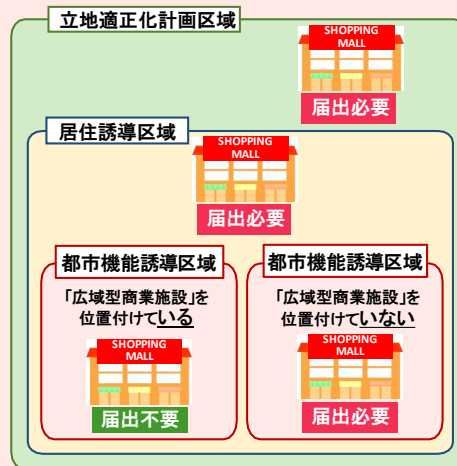 立地適正化計画区域
SHOPPING
MALL
届出必要
居住誘導区域
SHOPPING
MALL
届出必要
都市機能誘導区域
「広域型商業施設」を
位置付けている
SHOPPING
MALL
届出不要
都市機能誘導区域
「広域型商業施設」を
位置付けていない
SHOPPING
MALL
届出必要